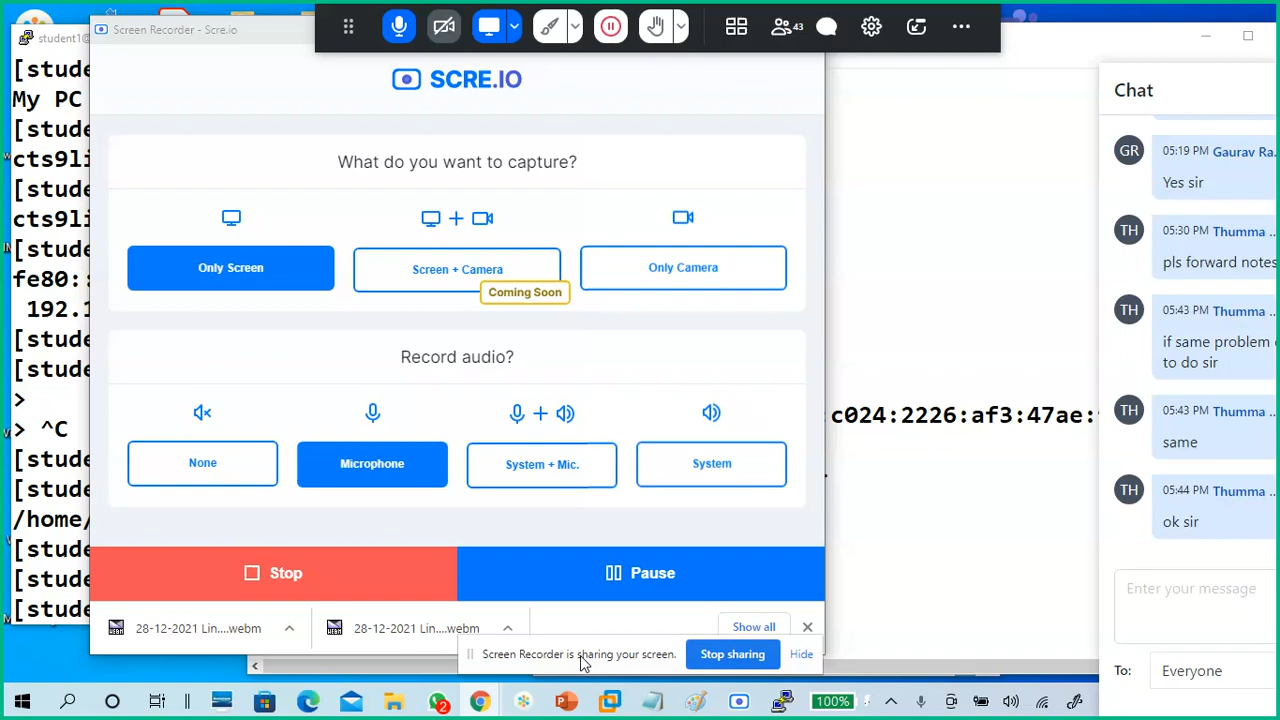 student1@
[stude
My PC
[stude
cts9li
[stude
cts9li
[stude
fe80::
192.1
[stude
[stude
>
> ^C
[stude
[stude
/home/
[stude
[stude
[stude
Screen Recorder - Scre.io
43
SCRE.IO
What do you want to capture?
Only Screen
Screen + Camera
Only Camera
Coming Soon
Record audio?
None
Microphone
System + Mic.
System
Stop
Pause
28-12-2021 Lin....webm
28-12-2021 Lin....webm
Show all
Screen Recorder is sharing your screen.
Stop sharing
Hide
:c024:2226:af3:47ae:
Chat
GR
05:19 PM Gaurav Ra...
Yes sir
TH
05:30 PM Thumma ...
pls forward notes
TH
05:43 PM Thumma ...
if same problem
to do sir
TH
05:43 PM Thumma ...
same
TH
05:44 PM Thumma ...
ok sir
Enter your message
To:
Everyone
2
100%